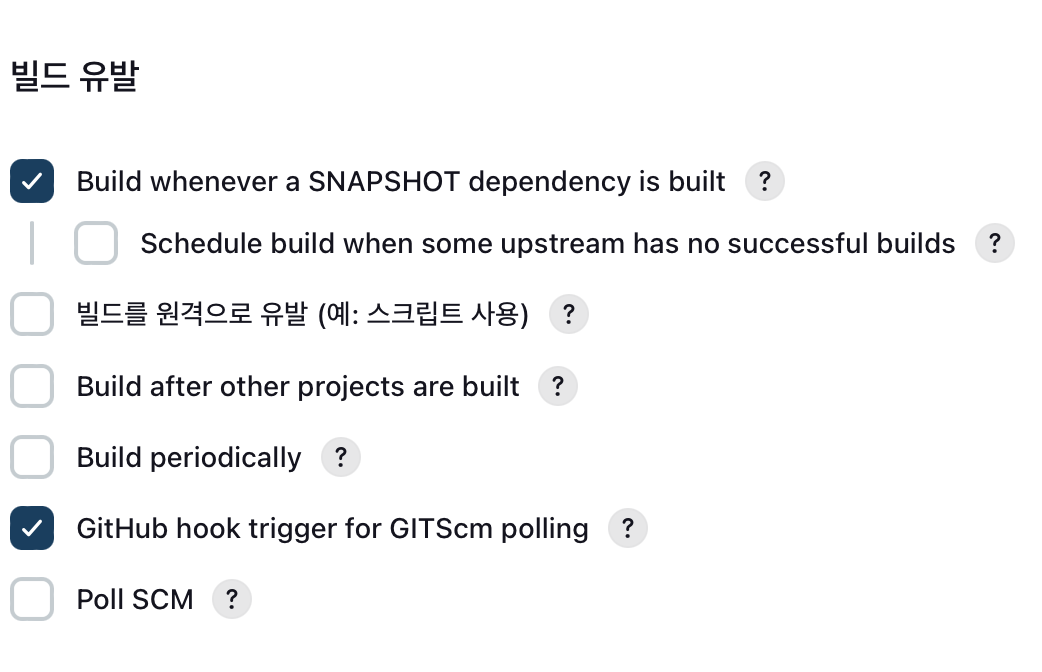 빌드 유발
Build whenever a SNAPSHOT dependency is built ?
Schedule build when some upstream has no successful builds ?
빌드를 원격으로 유발 (예: 스크립트 사용) ?
Build after other projects are built ?
Build periodically ?
GitHub hook trigger for GITScm polling ?
Poll SCM ?